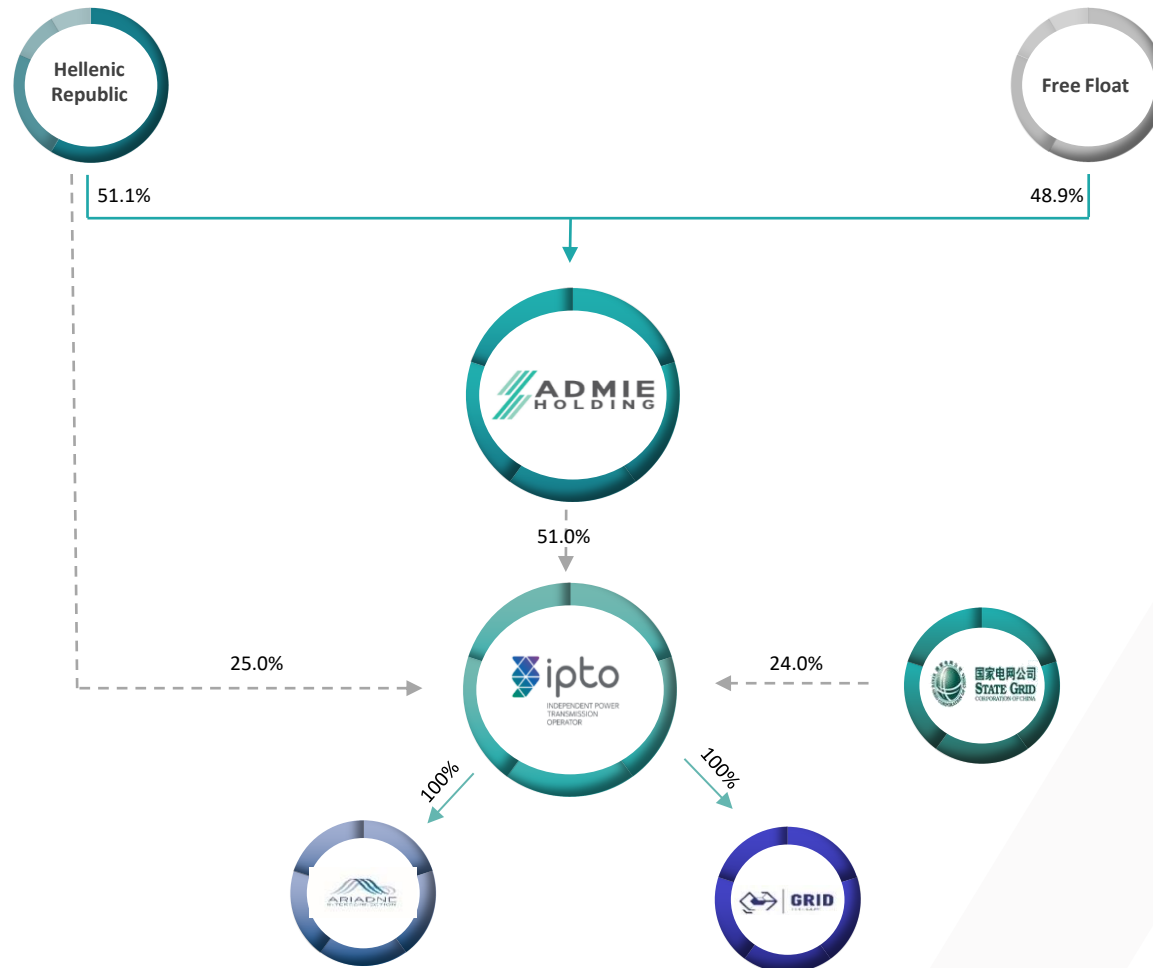 Hellenic
Republic
Free Float
51.1%
48.9%
ADMIE
HOLDING
51.0%
25.0%
24.0%
ipto
INDEPENDENT POWER
TRANSMISSION
OPERATOR
国家电网公司
STATE GRID
CORPORATION OF CHINA
100%
100%
ARIADNE
INTERCONNECTION
GRID